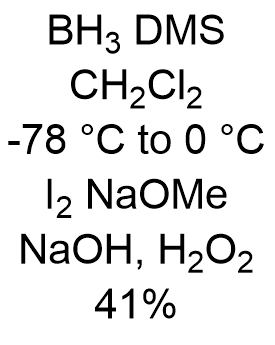 BH₃ DMS
CH₂Cl₂
-78 °C to 0 °C
I₂ NaOMe
NaOH, H₂O₂
41%